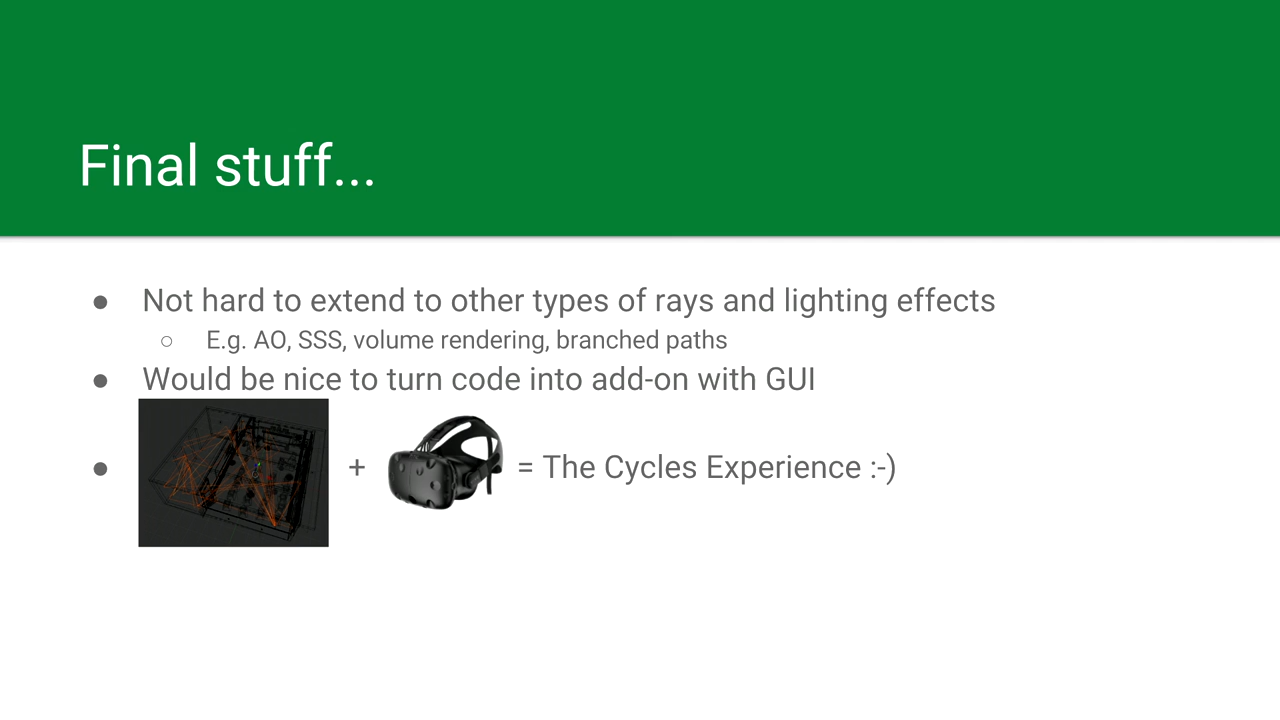 Final stuff...
● Not hard to extend to other types of rays and lighting effects
○ E.g. AO, SSS, volume rendering, branched paths
● Would be nice to turn code into add-on with GUI
● + = The Cycles Experience :-)